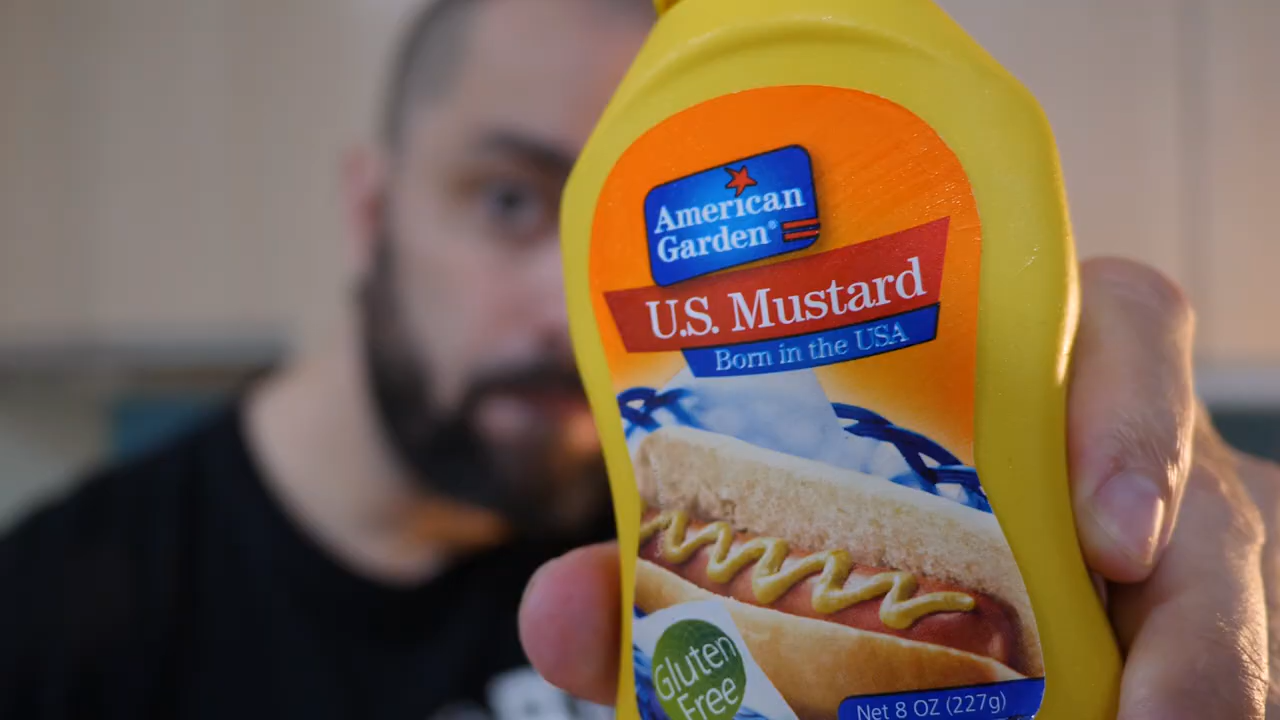 American
Garden®
U.S. Mustard
Born in the USA
Gluten
Free
Net 8 OZ (227g)